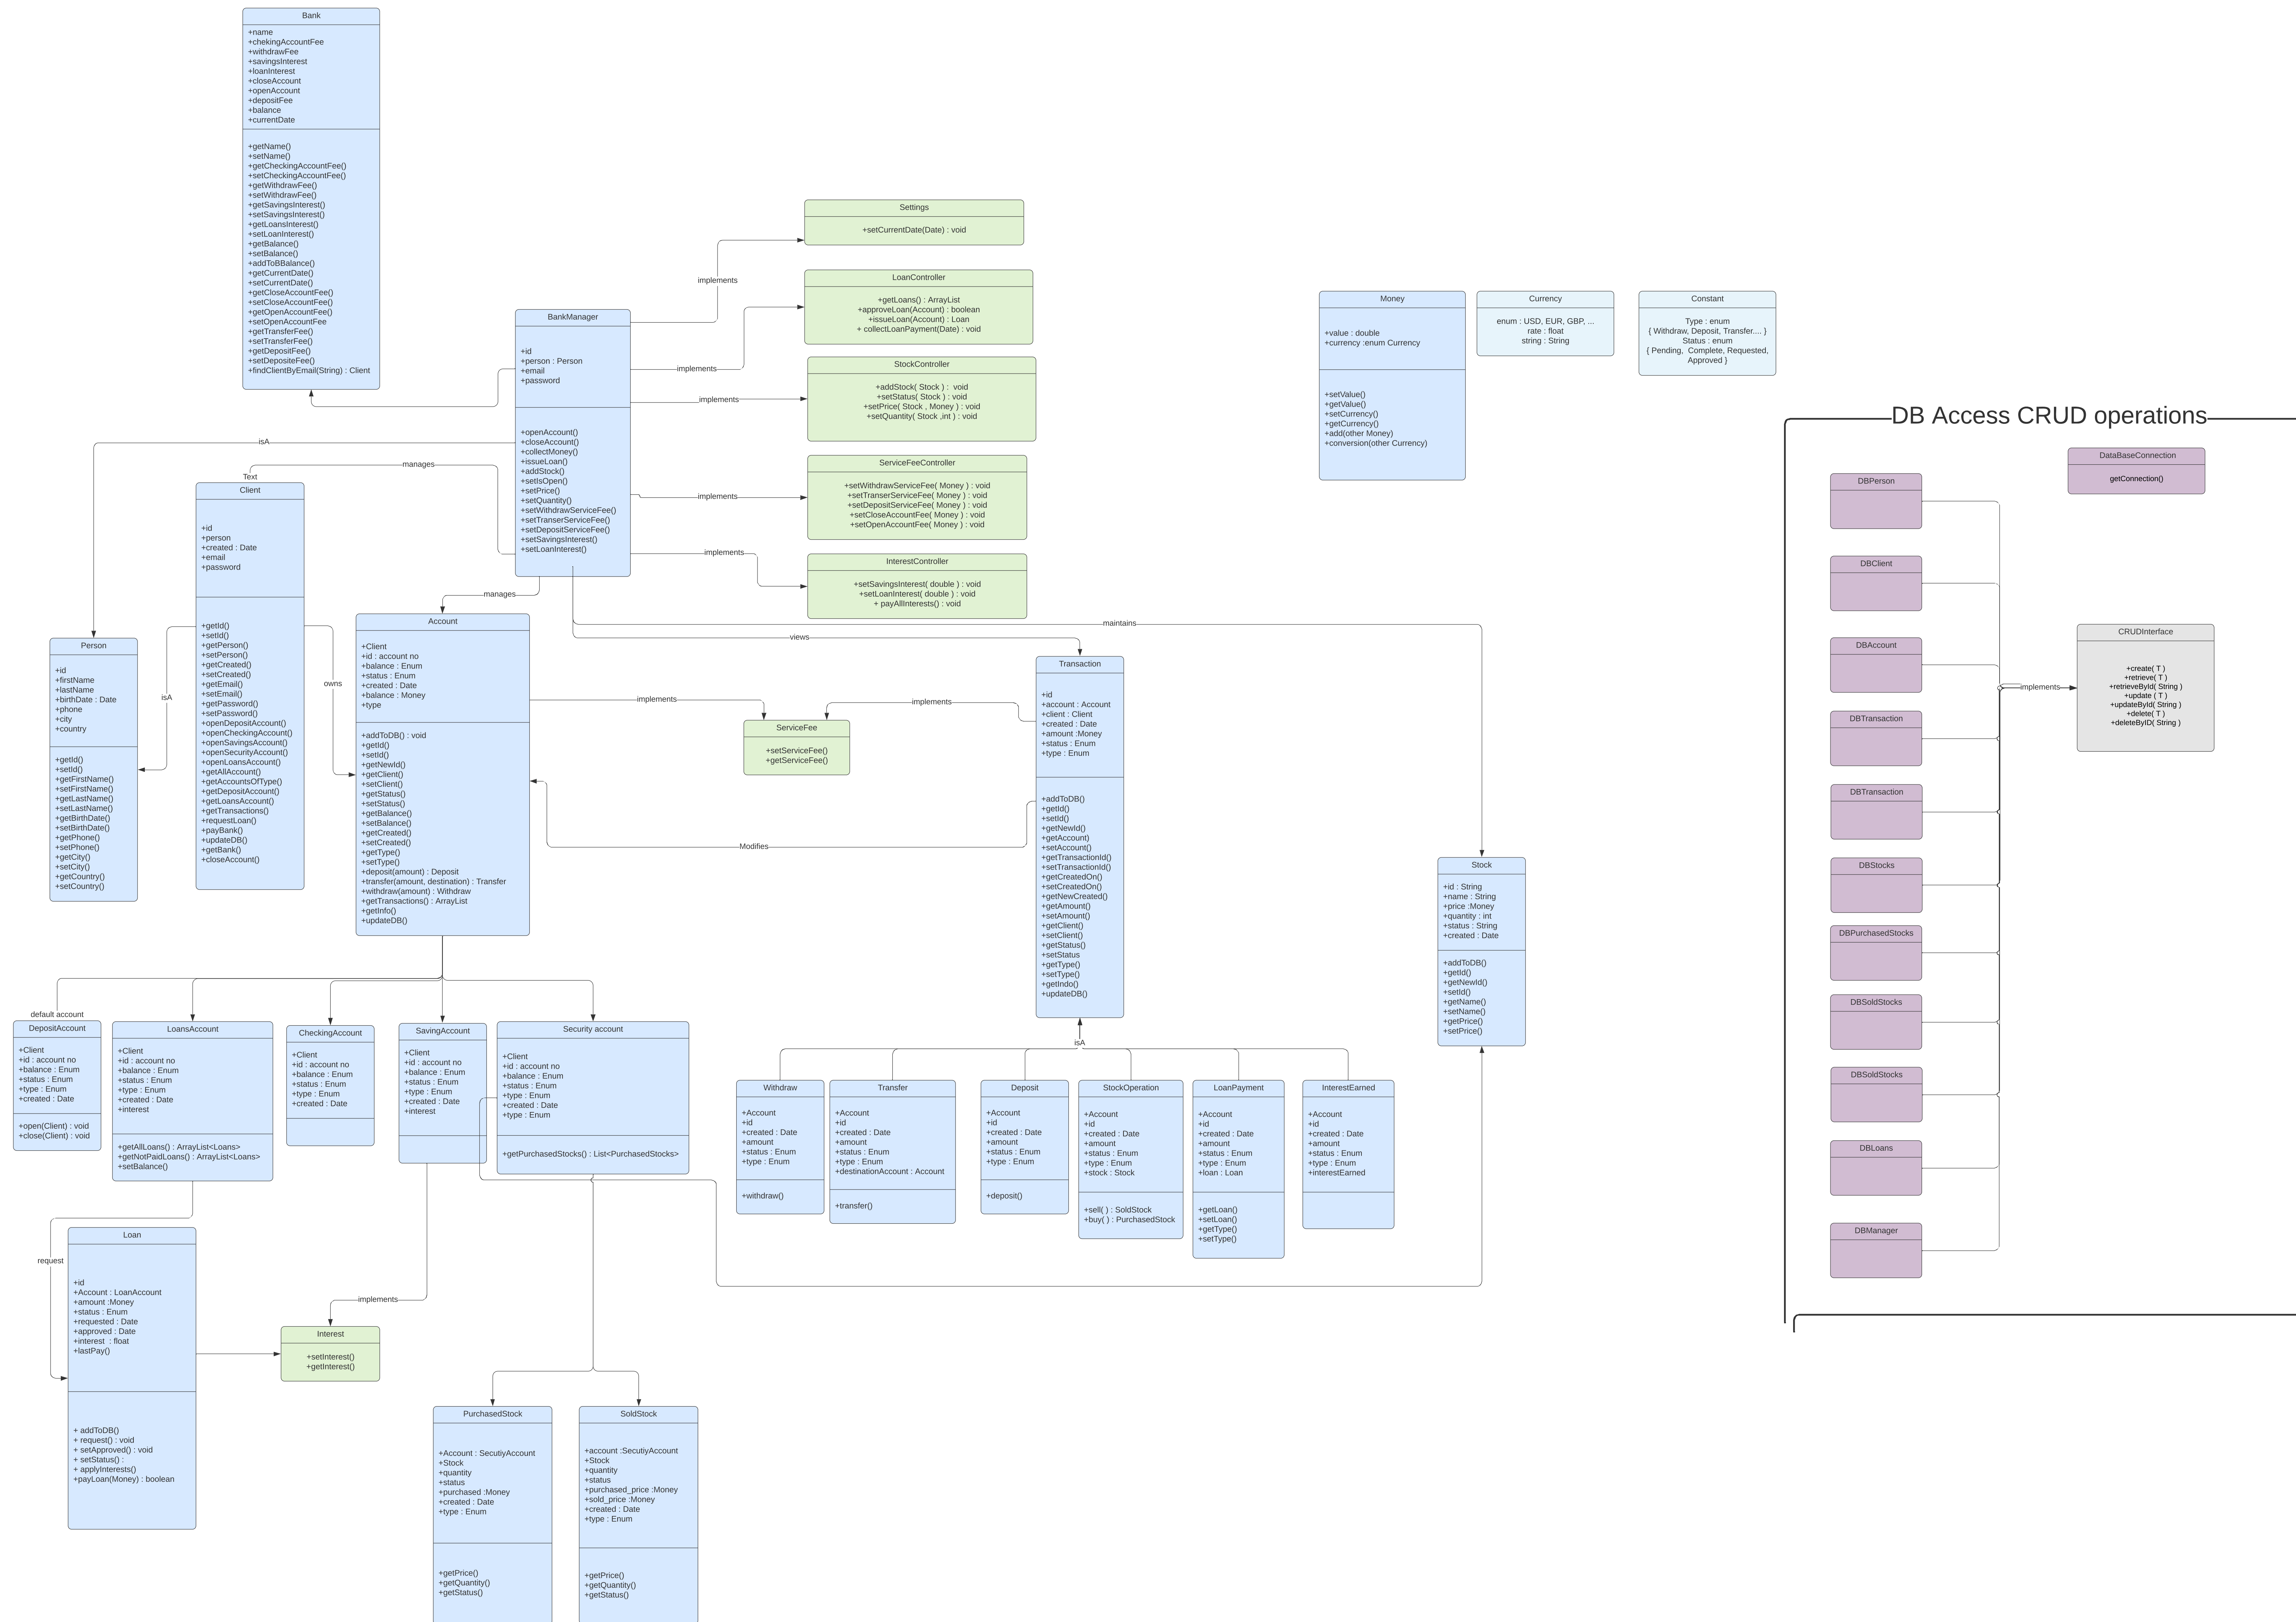 Bank
+name
+chekingAccountFee
+withdrawFee
+savingsInterest
+loanInterest
+closeAccount
+openAccount
+depositFee
+balance
+currentDate
+getName()
+setName()
+getCheckingAccountFee()
+setCheckingAccountFee()
+getWithdrawFee()
+setWithdrawFee()
+getSavingsInterest()
+setSavingsInterest()
+getLoansInterest()
+setLoanInterest()
+getBalance()
+setBalance()
+addToBBalance()
+getCurrentDate()
+setCurrentDate()
+getCloseAccountFee()
+setCloseAccountFee()
+getOpenAccountFee()
+setOpenAccountFee
+getTransferFee()
+setTransferFee()
+getDepositFee()
+setDepositeFee()
+findClientByEmail(String) : Client
BankManager
+id
+person : Person
+email
+password
+openAccount()
+closeAccount()
+collectMoney()
+issueLoan()
+addStock()
+setIsOpen()
+setPrice()
+setQuantity()
+setWithdrawServiceFee()
+setTranserServiceFee()
+setDepositServiceFee()
+setSavingsInterest()
+setLoanInterest()
implements
implements
implements
implements
implements
Settings
+setCurrentDate(Date) : void
LoanController
+getLoans() : ArrayList
+approveLoan(Account) : boolean
+issueLoan(Account) : Loan
+ collectLoanPayment(Date) : void
StockController
+addStock( Stock ) :  void
+setStatus( Stock ) : void
+setPrice( Stock , Money ) : void
+setQuantity( Stock ,int ) : void
ServiceFeeController
+setWithdrawServiceFee( Money ) : void
+setTranserServiceFee( Money ) : void
+setDepositServiceFee( Money ) : void
+setCloseAccountFee( Money ) : void
+setOpenAccountFee( Money ) : void
InterestController
+setSavingsInterest( double ) : void
+setLoanInterest( double ) : void
+ payAllInterests() : void
Money
+value : double
+currency :enum Currency
+setValue()
+getValue()
+setCurrency()
+getCurrency()
+add(other Money)
+conversion(other Currency)
Currency
enum : USD, EUR, GBP, ...
rate : float
string : String
Constant
Type : enum
{ Withdraw, Deposit, Transfer.... }
Status : enum
{ Pending,  Complete, Requested,
Approved }
isA
manages
Text
manages
views
maintains
Client
+id
+person
+created : Date
+email
+password
+getId()
+setId()
+getPerson()
+setPerson()
+getCreated()
+setCreated()
+getEmail()
+setEmail()
+getPassword()
+setPassword()
+openDepositAccount()
+openCheckingAccount()
+openSavingsAccount()
+openSecurityAccount()
+openLoansAccount()
+getAllAccount()
+getAccountsOfType()
+getDepositAccount()
+getLoansAccount()
+getTransactions()
+requestLoan()
+payBank()
+updateDB()
+getBank()
+closeAccount()
isA
owns
Person
+id
+firstName
+lastName
+birthDate : Date
+phone
+city
+country
+getId()
+setId()
+getFirstName()
+setFirstName()
+getLastName()
+setLastName()
+getBirthDate()
+setBirthDate()
+getPhone()
+setPhone()
+getCity()
+setCity()
+getCountry()
+setCountry()
Account
+Client
+id : account no
+balance : Enum
+status : Enum
+created : Date
+balance : Money
+type
+addToDB() : void
+getId()
+setId()
+getNewId()
+getClient()
+setClient()
+getStatus()
+setStatus()
+getBalance()
+setBalance()
+getCreated()
+setCreated()
+getType()
+setType()
+deposit(amount) : Deposit
+transfer(amount, destination) : Transfer
+withdraw(amount) : Withdraw
+getTransactions() : ArrayList
+getInfo()
+updateDB()
implements
implements
Modifies
ServiceFee
+setServiceFee()
+getServiceFee()
Transaction
+id
+account : Account
+client : Client
+created : Date
+amount :Money
+status : Enum
+type : Enum
+addToDB()
+getId()
+setId()
+getNewId()
+getAccount)
+setAccount()
+getTransactionId()
+setTransactionId()
+getCreatedOn()
+setCreatedOn()
+getNewCreated()
+getAmount()
+setAmount()
+getClient()
+setClient()
+getStatus()
+setStatus
+getType()
+setType()
+getIndo()
+updateDB()
Stock
+id : String
+name : String
+price :Money
+quantity : int
+status : String
+created : Date
+addToDB()
+getId()
+getNewId()
+setId()
+getName()
+setName()
+getPrice()
+setPrice()
default account
DepositAccount
+Client
+id : account no
+balance : Enum
+status : Enum
+type : Enum
+created : Date
+open(Client) : void
+close(Client) : void
LoansAccount
+Client
+id : account no
+balance : Enum
+status : Enum
+type : Enum
+created : Date
+interest
+getAllLoans() : ArrayList<Loans>
+getNotPaidLoans() : ArrayList<Loans>
+setBalance()
CheckingAccount
+Client
+id : account no
+balance : Enum
+status : Enum
+type : Enum
+created : Date
SavingAccount
+Client
+id : account no
+balance : Enum
+status : Enum
+type : Enum
+created : Date
+interest
Security account
+Client
+id : account no
+balance : Enum
+status : Enum
+type : Enum
+created : Date
+type : Enum
+getPurchasedStocks() : List<PurchasedStocks>
isA
Withdraw
+Account
+id
+created : Date
+amount
+status : Enum
+type : Enum
+withdraw()
Transfer
+Account
+id
+created : Date
+amount
+status : Enum
+type : Enum
+destinationAccount : Account
+transfer()
Deposit
+Account
+id
+created : Date
+amount
+status : Enum
+type : Enum
+deposit()
StockOperation
+Account
+id
+created : Date
+amount
+status : Enum
+type : Enum
+stock : Stock
+sell( ) : SoldStock
+buy( ) : PurchasedStock
LoanPayment
+Account
+id
+created : Date
+amount
+status : Enum
+type : Enum
+loan : Loan
+getLoan()
+setLoan()
+getType()
+setType()
InterestEarned
+Account
+id
+created : Date
+amount
+status : Enum
+type : Enum
+interestEarned
request
Loan
+id
+Account : LoanAccount
+amount :Money
+status : Enum
+requested : Date
+approved : Date
+interest  : float
+lastPay()
+ addToDB()
+ request() : void
+ setApproved() : void
+ setStatus() :
+ applyInterests()
+payLoan(Money) : boolean
implements
Interest
+setInterest()
+getInterest()
PurchasedStock
+Account : SecutiyAccount
+Stock
+quantity
+status
+purchased :Money
+created : Date
+type : Enum
+getPrice()
+getQuantity()
+getStatus()
SoldStock
+account :SecutiyAccount
+Stock
+quantity
+status
+purchased_price :Money
+sold_price :Money
+created : Date
+type : Enum
+getPrice()
+getQuantity()
+getStatus()
DB Access CRUD operations
DataBaseConnection
getConnection()
DBPerson
DBClient
DBAccount
DBTransaction
DBTransaction
DBStocks
DBPurchasedStocks
DBSoldStocks
DBSoldStocks
DBLoans
DBManager
implements
CRUDInterface
+create( T )
+retrieve( T )
+retrieveById( String )
+update ( T )
+updateById( String )
+delete( T )
+deleteByID( String )